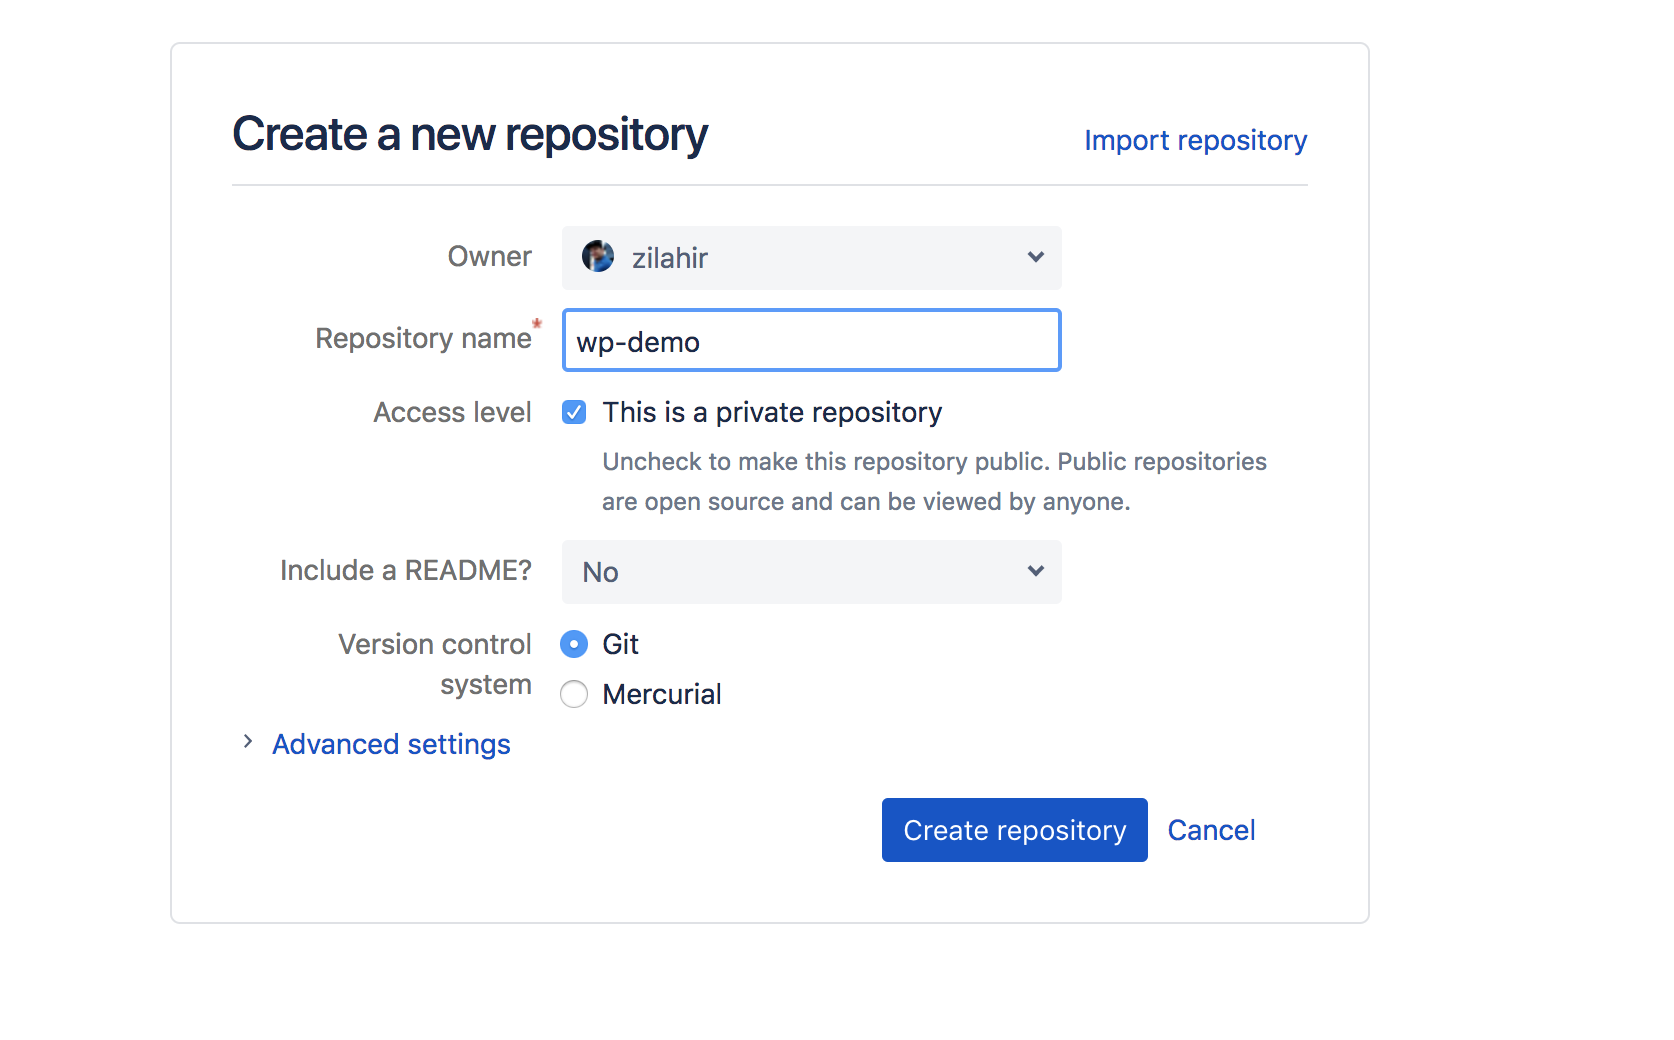 Create a new repository
Import repository
Owner
zilahir
Repository name*
wp-demo
Access level
This is a private repository
Uncheck to make this repository public. Public repositories
are open source and can be viewed by anyone.
Include a README?
No
Version control
system
Git
Mercurial
Advanced settings
Create repository
Cancel